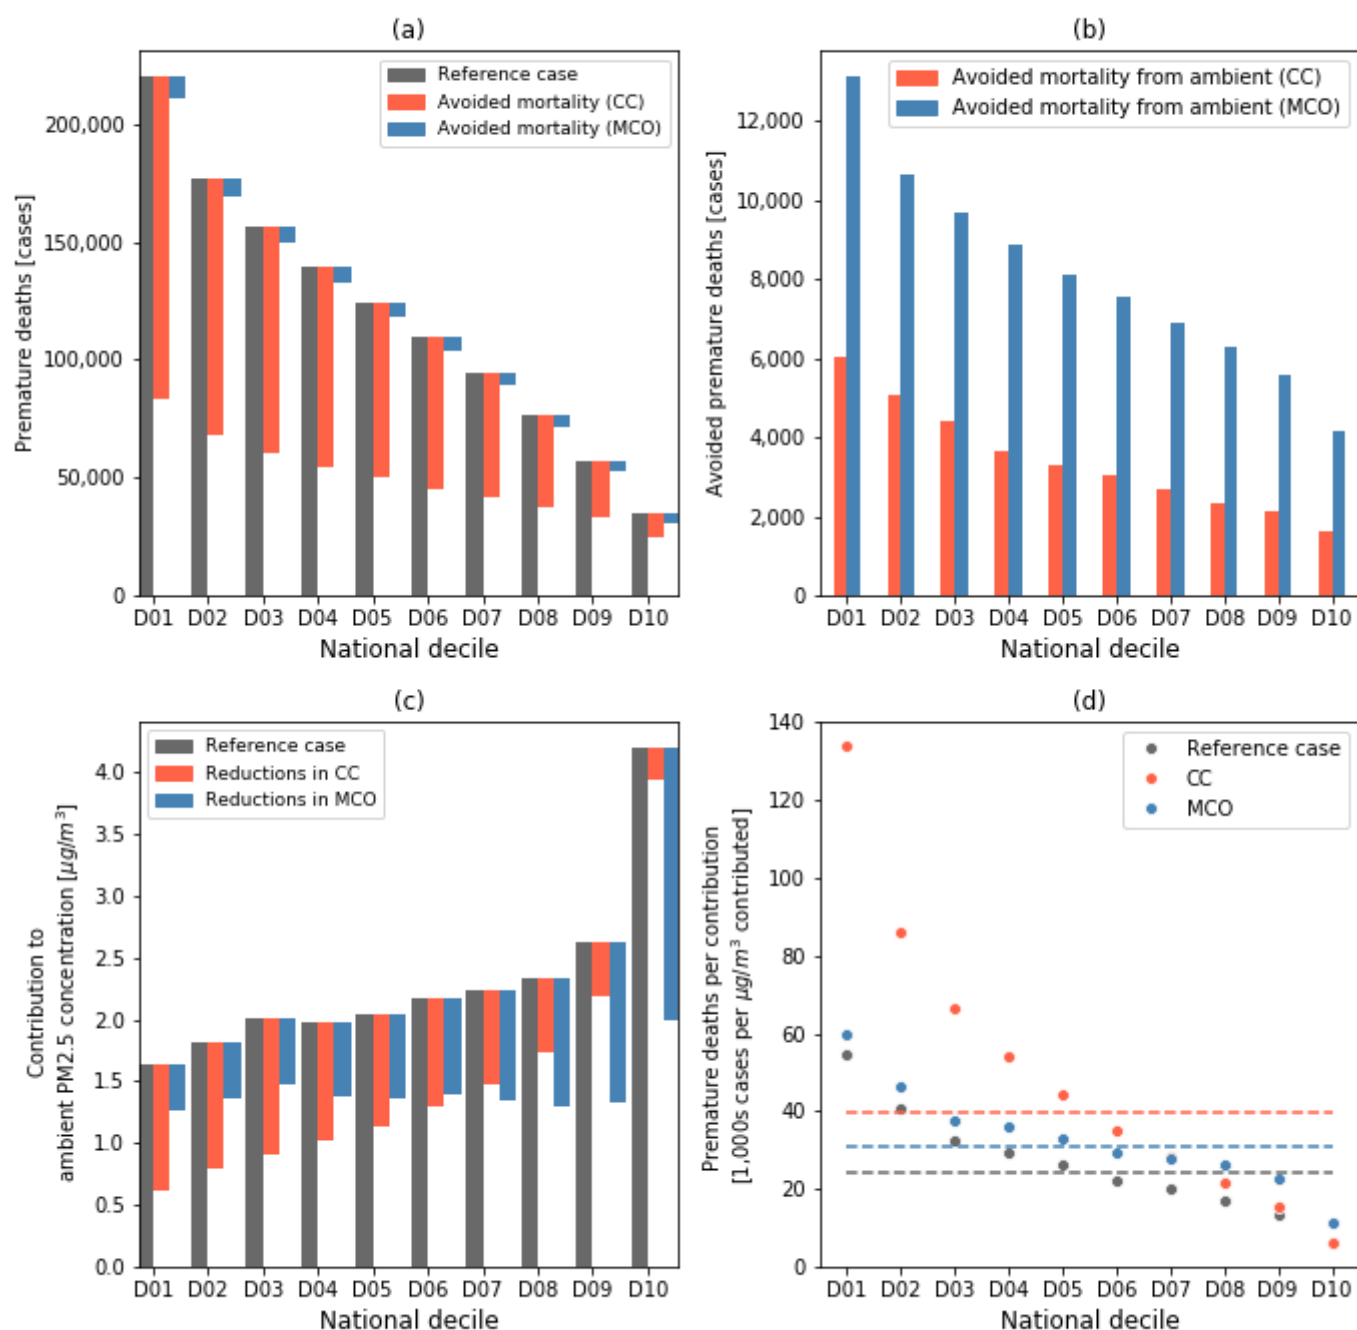 (a)
Premature deaths [cases]
200,000
150,000
100,000
50,000
0
Reference case
Avoided mortality (CC)
Avoided mortality (MCO)
D01 D02 D03 D04 D05 D06 D07 D08 D09 D10
National decile
(b)
Avoided premature deaths [cases]
12,000
10,000
8,000
6,000
4,000
2,000
0
Avoided mortality from ambient (CC)
Avoided mortality from ambient (MCO)
D01 D02 D03 D04 D05 D06 D07 D08 D09 D10
National decile
(c)
Contribution to
ambient PM2.5 concentration [μg/m³]
4.0
3.5
3.0
2.5
2.0
1.5
1.0
0.5
0.0
Reference case
Reductions in CC
Reductions in MCO
D01 D02 D03 D04 D05 D06 D07 D08 D09 D10
National decile
(d)
Premature deaths per contribution
[1,000s cases per μg/m³ contributed]
140
120
100
80
60
40
20
0
Reference case
CC
MCO
D01 D02 D03 D04 D05 D06 D07 D08 D09 D10
National decile